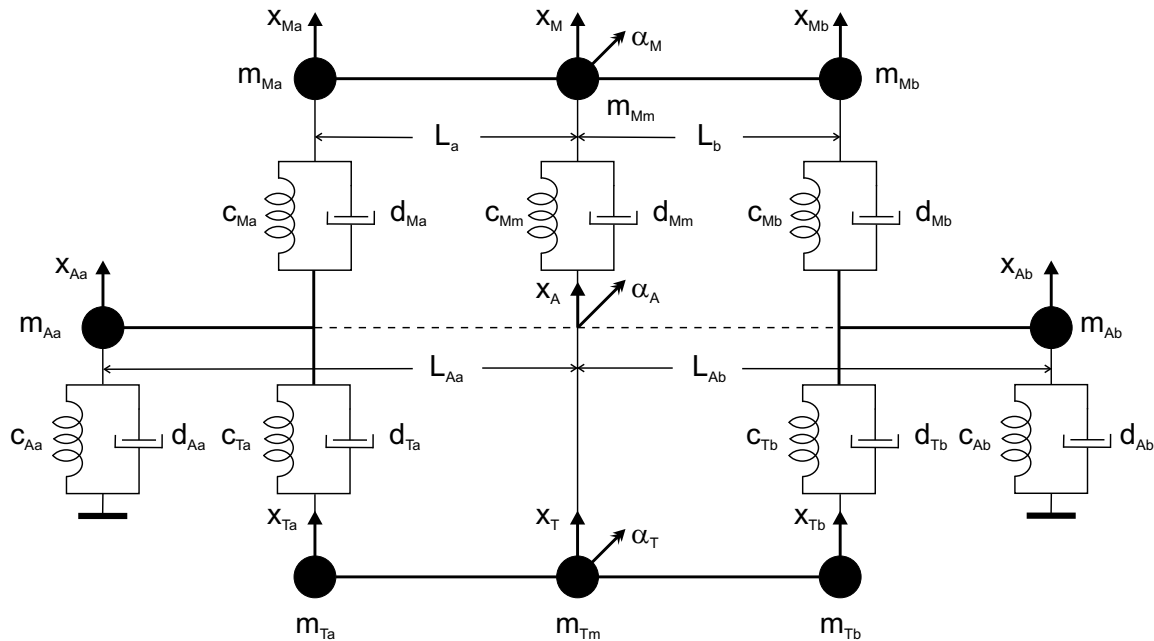 x_Ma x_M α_M x_Mb
m_Ma m_Mm m_Mb
L_a L_b
c_Ma d_Ma c_Mm d_Mm c_Mb d_Mb
x_Aa x_A α_A x_Ab
m_Aa m_Ab
L_Aa L_Ab
c_Aa d_Aa c_Ta d_Ta c_Tb d_Tb c_Ab d_Ab
x_Ta x_T α_T x_Tb
m_Ta m_Tm m_Tb